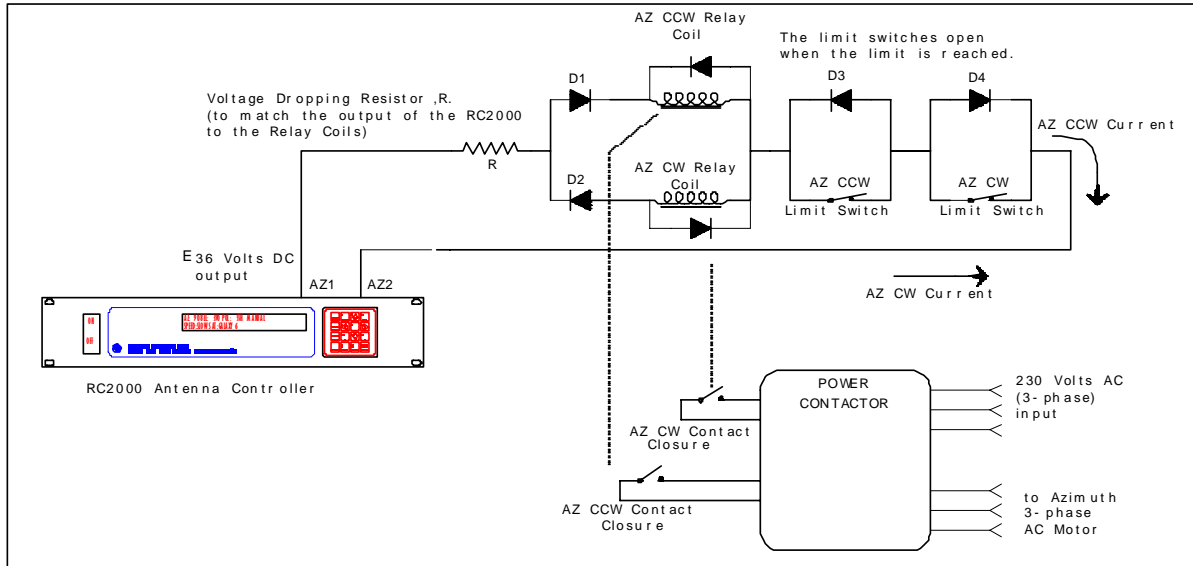 AZ CCW Relay
Coil
The limit switches open
when the limit is reached.
D1
D3
D4
Voltage Dropping Resistor ,R.
(to match the output of the RC2000
to the Relay Coils)
AZ CCW Current
R
D2
AZ CW Relay
Coil
AZ CCW
Limit Switch
AZ CW
Limit Switch
E36 Volts DC
output
AZ1
AZ2
AZ CW Current
ON
OFF
RC2000 Antenna Controller
POWER
CONTACTOR
230 Volts AC
(3- phase)
input
AZ CW Contact
Closure
AZ CCW Contact
Closure
to Azimuth
3- phase
AC Motor